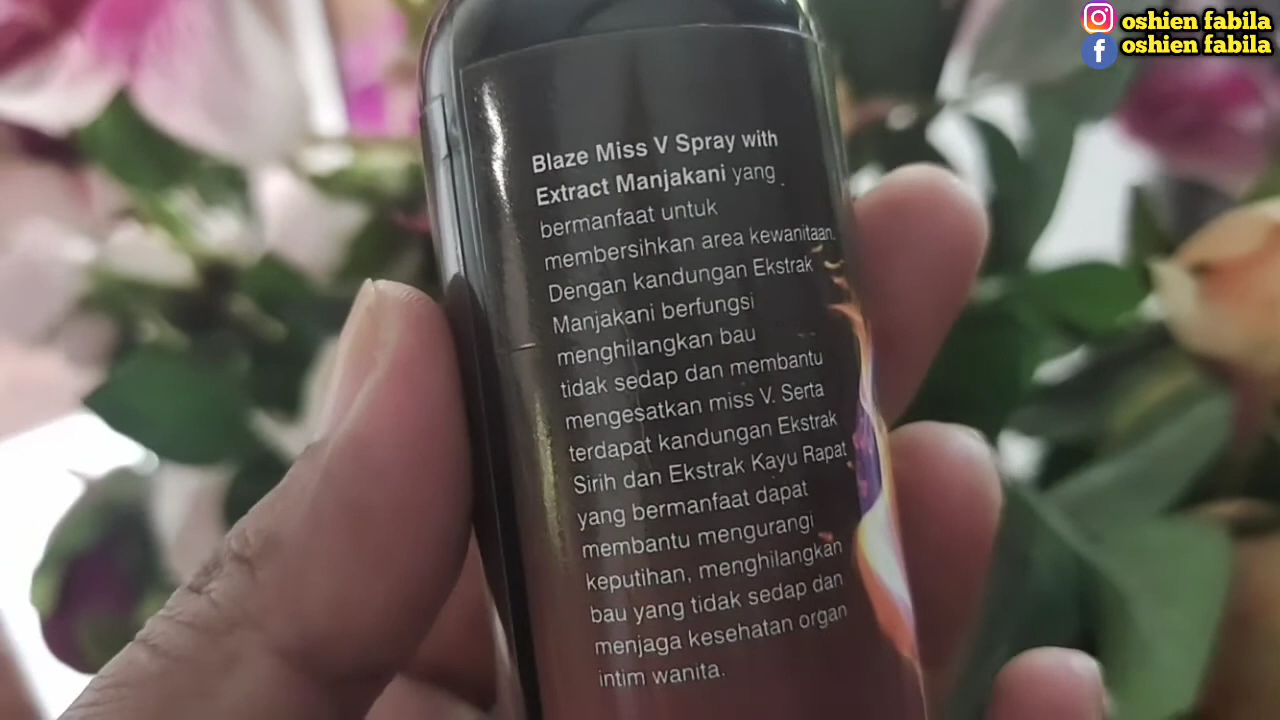 oshien fabila
oshien fabila
Blaze Miss V Spray with
Extract Manjakani yang
bermanfaat untuk
membersihkan area kewanitaan.
Dengan kandungan Ekstrak
Manjakani berfungsi
menghilangkan bau
tidak sedap dan membantu
mengesatkan miss V. Serta
terdapat kandungan Ekstrak
Sirih dan Ekstrak Kayu Rapat
yang bermanfaat dapat
membantu mengurangi
keputihan, menghilangkan
bau yang tidak sedap dan
menjaga kesehatan organ
intim wanita.